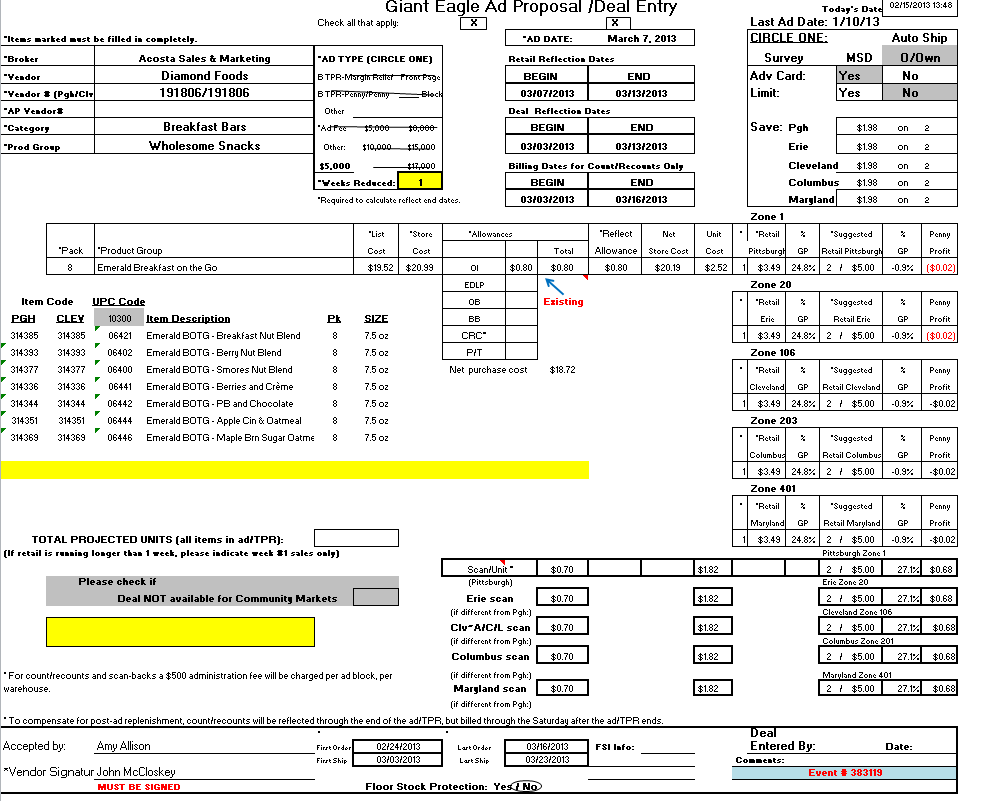 Giant Eagle Ad Proposal /Deal Entry
Today's Date 02/15/2013 13:48
Check all that apply: X X
Last Ad Date: 1/10/13
*Items marked must be filled in completely.
*AD DATE: March 7, 2013
CIRCLE ONE: Auto Ship
*Broker Acosta Sales & Marketing
*AD TYPE (CIRCLE ONE)
Retail Reflection Dates
Survey MSD O/Own
*Vendor Diamond Foods
B TPR-Margin Relief Front Page
BEGIN END
Adv Card: Yes No
*Vendor # (Pgh/Clv 191806/191806
B TPR-Penny/Penny Block
03/07/2013 03/13/2013
Limit: Yes No
*AP Vendor#
Other
Deal Reflection Dates
*Category Breakfast Bars
*Ad Fee $5,000 $8,000
BEGIN END
Save: Pgh $1.98 on 2
*Prod Group Wholesome Snacks
Other: $10,000 $15,000
03/03/2013 03/13/2013
Erie $1.98 on 2
$5,000 $17,000
Billing Dates for Count/Recounts Only
Cleveland $1.98 on 2
*Weeks Reduced: 1
BEGIN END
Columbus $1.98 on 2
*Required to calculate reflect end dates.
03/03/2013 03/16/2013
Maryland $1.98 on 2
Zone 1
*List *Store *Allowances *Reflect Net Unit * *Retail % *Suggested % Penny
*Pack *Product Group Cost Cost Total Allowance Store Cost Cost Pittsburgh GP Retail Pittsburgh GP Profit
8 Emerald Breakfast on the Go $19.52 $20.99 OI $0.80 $0.80 $0.80 $20.19 $2.52 1 $3.49 24.8% 2 / $5.00 -0.9% ($0.02)
EDLP
Zone 20
Item Code UPC Code
OB
Existing
* *Retail % *Suggested % Penny
PGH CLEV 10300 Item Description Pk SIZE
BB
Erie GP Retail Erie GP Profit
314385 314385 06421 Emerald BOTG - Breakfast Nut Blend 8 7.5 oz
CRC*
1 $3.49 24.8% 2 / $5.00 -0.9% ($0.02)
314393 314393 06402 Emerald BOTG - Berry Nut Blend 8 7.5 oz
P/T
Zone 106
314377 314377 06400 Emerald BOTG - Smores Nut Blend 8 7.5 oz
Net purchase cost $18.72
* *Retail % *Suggested % Penny
314336 314336 06441 Emerald BOTG - Berries and Crème 8 7.5 oz
Cleveland GP Retail Cleveland GP Profit
314344 314344 06442 Emerald BOTG - PB and Chocolate 8 7.5 oz
1 $3.49 24.8% 2 / $5.00 -0.9% -$0.02
314351 314351 06444 Emerald BOTG - Apple Cin & Oatmeal 8 7.5 oz
Zone 203
314369 314369 06446 Emerald BOTG - Maple Brn Sugar Oatme 8 7.5 oz
* *Retail % *Suggested % Penny
Columbus GP Retail Columbus GP Profit
1 $3.49 24.8% 2 / $5.00 -0.9% -$0.02
Zone 401
* *Retail % *Suggested % Penny
Maryland GP Retail Maryland GP Profit
TOTAL PROJECTED UNITS (all items in ad/TPR):
1 $3.49 24.8% 2 / $5.00 -0.9% -$0.02
(If retail is running longer than 1 week, please indicate week #1 sales only)
Pittsburgh Zone 1
Scan/Unit * $0.70 $1.82 2 / $5.00 27.1% $0.68
Please check if
(Pittsburgh)
Erie Zone 20
Deal NOT available for Community Markets
Erie scan $0.70 $1.82 2 / $5.00 27.1% $0.68
(if different from Pgh:)
Cleveland Zone 106
Clv*A/C/L scan $0.70 $1.82 2 / $5.00 27.1% $0.68
(if different from Pgh:)
Columbus Zone 201
Columbus scan $0.70 $1.82 2 / $5.00 27.1% $0.68
* For count/recounts and scan-backs a $500 administration fee will be charged per ad block, per
warehouse.
(if different from Pgh:)
Maryland Zone 401
Maryland scan $0.70 $1.82 2 / $5.00 27.1% $0.68
(if different from Pgh:)
* To compensate for post-ad replenishment, count/recounts will be reflected through the end of the ad/TPR, but billed through the Saturday after the ad/TPR ends.
Deal
Accepted by: Amy Allison
First Order 02/24/2013 Last Order 03/16/2013 FSI Info:
Entered By: Date:
First Ship 03/03/2013 Last Ship 03/23/2013
Comments:
*Vendor Signatur John McCloskey
Event # 383119
MUST BE SIGNED
Floor Stock Protection: Yes / No